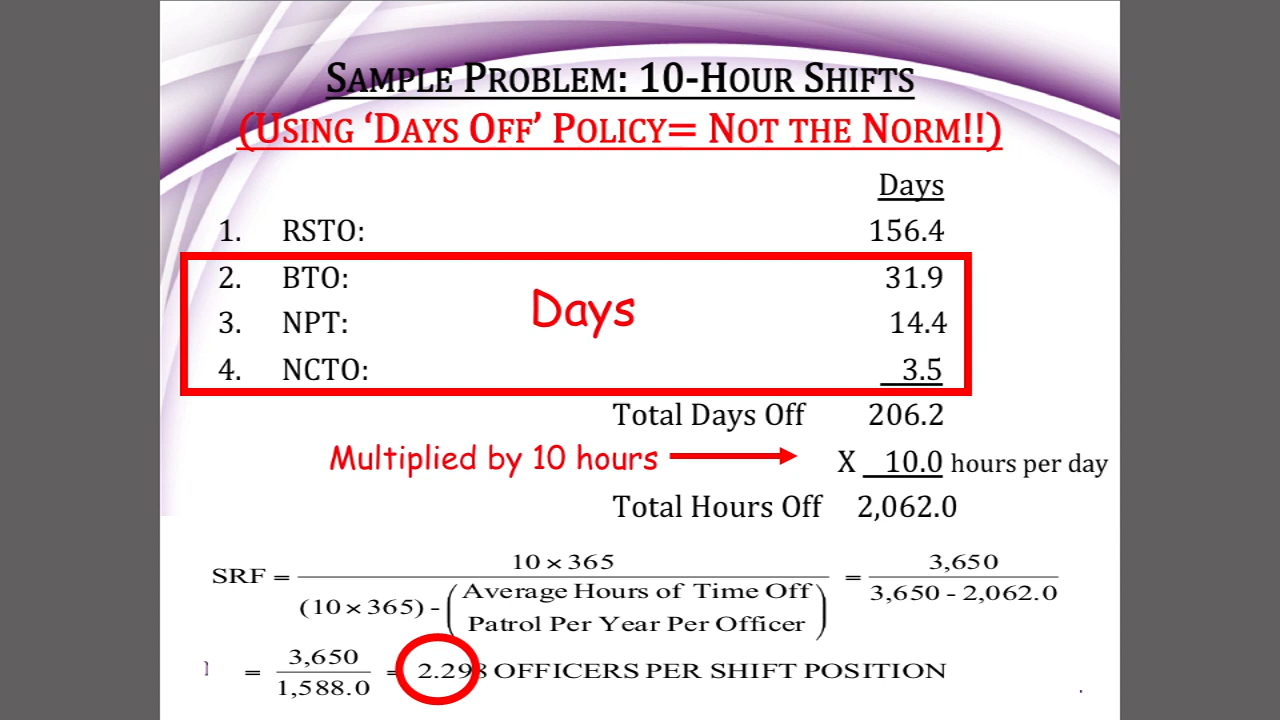 SAMPLE PROBLEM: 10-HOUR SHIFTS
(USING ‘DAYS OFF’ POLICY= NOT THE NORM!!)
Days
1. RSTO: 156.4
2. BTO: 31.9
Days
3. NPT: 14.4
4. NCTO: 3.5
Total Days Off 206.2
Multiplied by 10 hours X 10.0 hours per day
Total Hours Off 2,062.0
10 × 365
3,650
SRF = =
(10 × 365) - ( Average Hours of Time Off
Patrol Per Year Per Officer )
3,650 - 2,062.0
3,650
= = 2.298 OFFICERS PER SHIFT POSITION
1,588.0